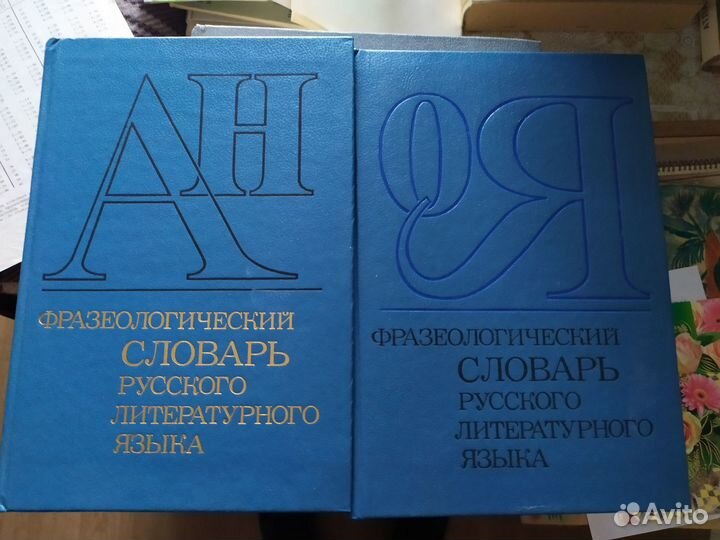 АН
ФРАЗЕОЛОГИЧЕСКИЙ
СЛОВАРЬ
РУССКОГО
ЛИТЕРАТУРНОГО
ЯЗЫКА
ОЯ
ФРАЗЕОЛОГИЧЕСКИЙ
СЛОВАРЬ
РУССКОГО
ЛИТЕРАТУРНОГО
ЯЗЫКА
Avito